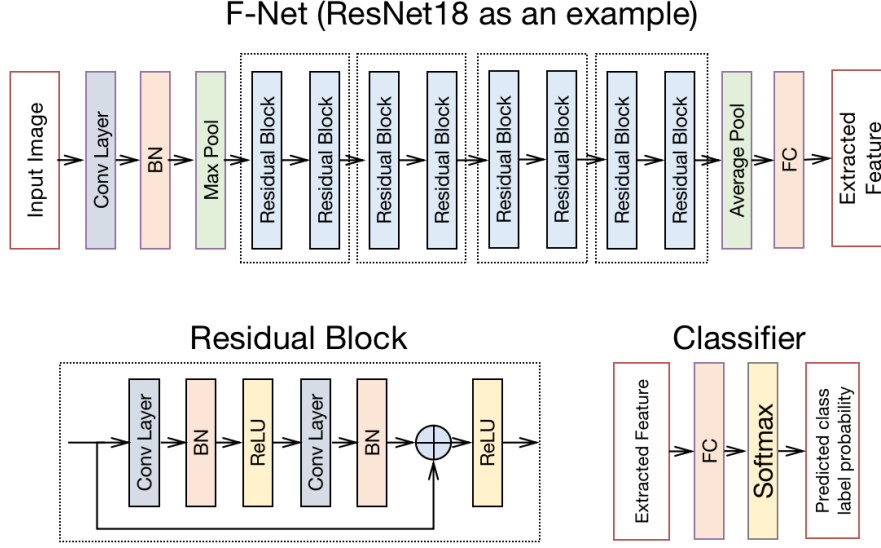 F-Net (ResNet18 as an example)
Input Image
Conv Layer
BN
Max Pool
Residual Block
Residual Block
Residual Block
Residual Block
Residual Block
Residual Block
Residual Block
Residual Block
Average Pool
FC
Extracted
Feature
Residual Block
Conv Layer
BN
ReLU
Conv Layer
BN
ReLU
Classifier
Extracted Feature
FC
Softmax
Predicted class
label probability